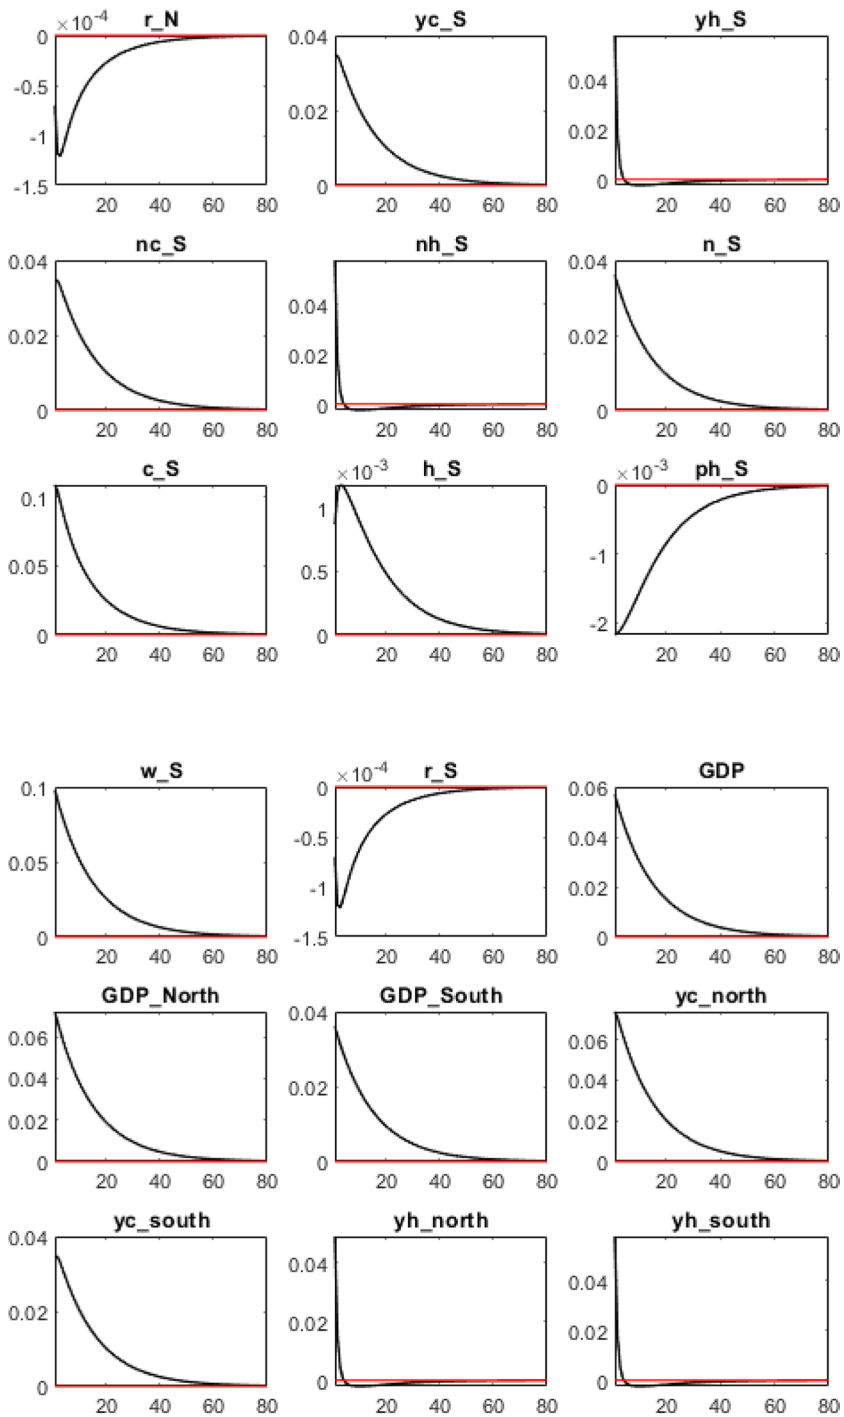 r_N yc_S yh_S
×10-4
0 0.04 0.04
-0.5 0.02 0.02
-1
-1.5 0 0
20 40 60 80 20 40 60 80 20 40 60 80
nc_S nh_S n_S
0.04 0.04 0.04
0.02 0.02 0.02
0 0 0
20 40 60 80 20 40 60 80 20 40 60 80
c_S h_S ph_S
×10-3 ×10-3
0.1 1 0
0.05 0.5 -1
0 0 -2
20 40 60 80 20 40 60 80 20 40 60 80
w_S r_S GDP
×10-4
0.1 0 0.06
0.05 -0.5 0.04
-1 0.02
0 -1.5 0
20 40 60 80 20 40 60 80 20 40 60 80
GDP_North GDP_South yc_north
0.06 0.04 0.06
0.04 0.02 0.04
0.02 0.02
0 0 0
20 40 60 80 20 40 60 80 20 40 60 80
yc_south yh_north yh_south
0.04 0.04 0.04
0.02 0.02 0.02
0 0 0
20 40 60 80 20 40 60 80 20 40 60 80